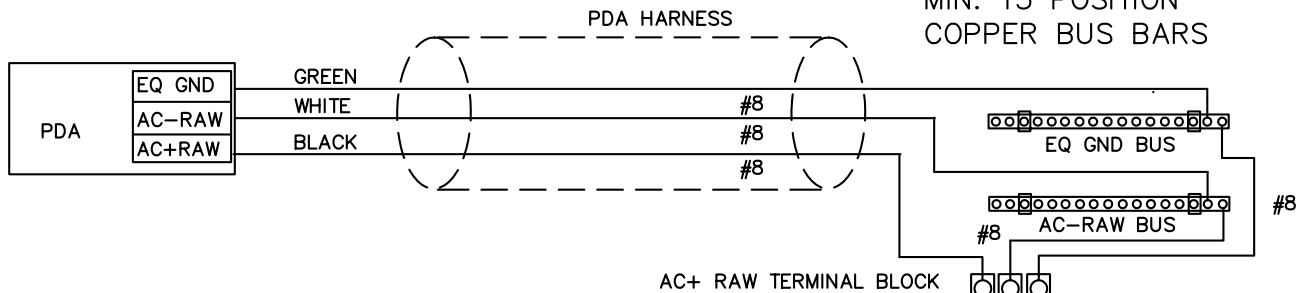 MIN. 15 POSITION
COPPER BUS BARS
PDA HARNESS
PDA
EQ GND
AC-RAW
AC+RAW
GREEN
WHITE
BLACK
#8
#8
#8
EQ GND BUS
AC-RAW BUS
#8
#8
AC+ RAW TERMINAL BLOCK